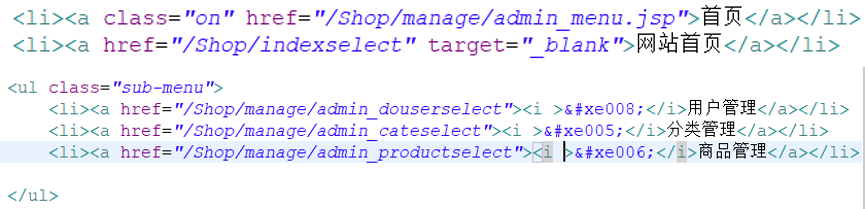 <li><a class="on" href="/Shop/manage/admin_menu.jsp">首页</a></li>
<li><a href="/Shop/indexselect" target="_blank">网站首页</a></li>
<ul class="sub-menu">
<li><a href="/Shop/manage/admin_douserselect"><i >&#xe008;</i>用户管理</a></li>
<li><a href="/Shop/manage/admin_cateselect"><i >&#xe005;</i>分类管理</a></li>
<li><a href="/Shop/manage/admin_productselect"><i >&#xe006;</i>商品管理</a></li>
</ul>